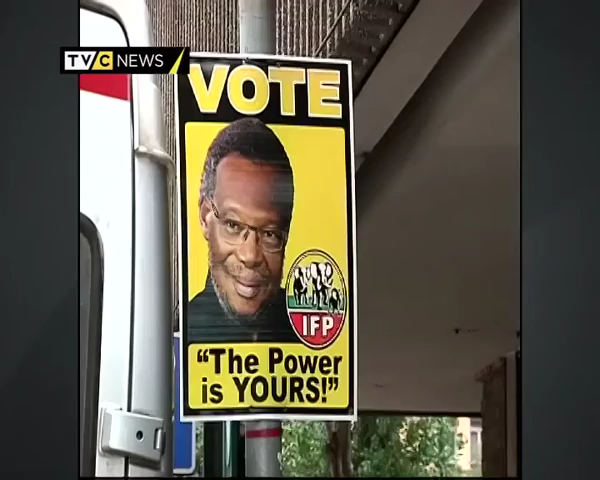 TVC NEWS
VOTE
IFP
“The Power
is YOURS!”